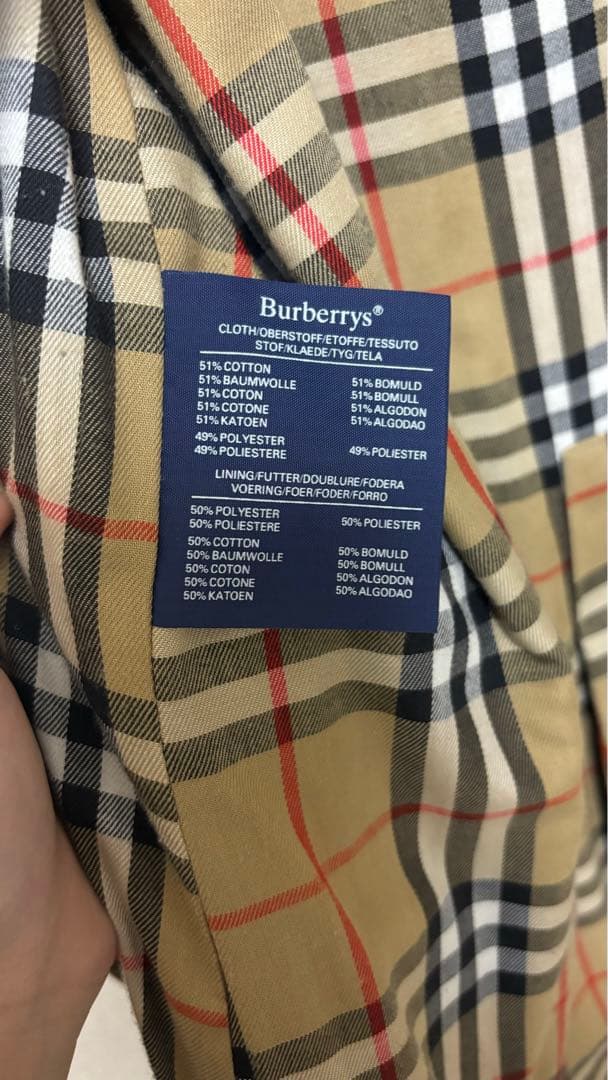 Burberrys®
CLOTH/OBERSTOFF/ETOFFE/TESSUTO
STOF/KLAEDE/TYG/TELA
51% COTTON
51% BAUMWOLLE 51% BOMULD
51% COTON 51% BOMULL
51% COTONE 51% ALGODON
51% KATOEN 51% ALGODAO
49% POLYESTER
49% POLIESTERE 49% POLIESTER
LINING/FUTTER/DOUBLURE/FODERA
VOERING/FOER/FODER/FORRO
50% POLYESTER
50% POLIESTERE 50% POLIESTER
50% COTTON
50% BAUMWOLLE 50% BOMULD
50% COTON 50% BOMULL
50% COTONE 50% ALGODON
50% KATOEN 50% ALGODAO